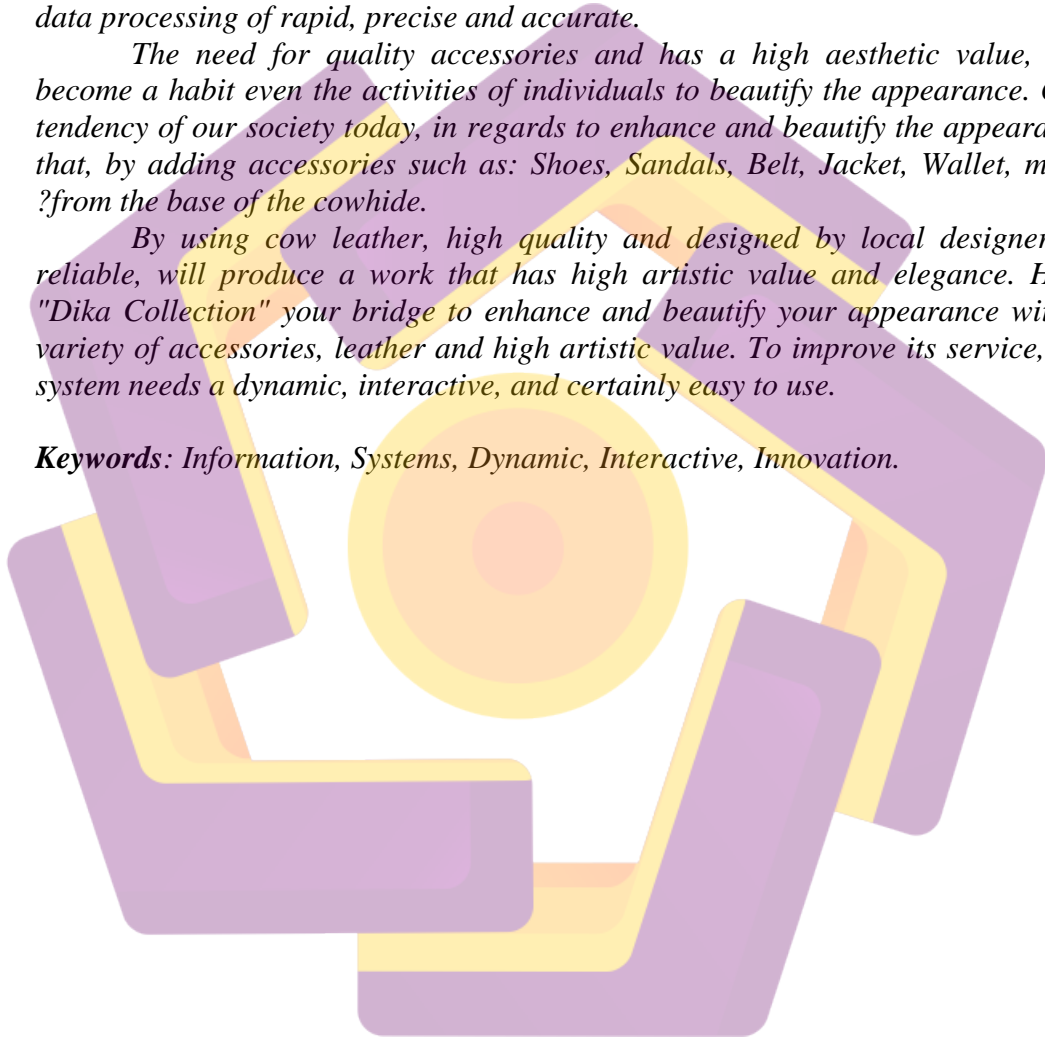 data processing of rapid, precise and accurate.
The need for quality accessories and has a high aesthetic value,
become a habit even the activities of individuals to beautify the appearance.
tendency of our society today, in regards to enhance and beautify the
that, by adding accessories such as: Shoes, Sandals, Belt, Jacket, Wallet,
?from the base of the cowhide.
By using cow leather, high quality and designed by local
reliable, will produce a work that has high artistic value and elegance.
"Dika Collection" your bridge to enhance and beautify your appearance
variety of accessories, leather and high artistic value. To improve its service,
system needs a dynamic, interactive, and certainly easy to use.
Keywords: Information, Systems, Dynamic, Interactive, Innovation.